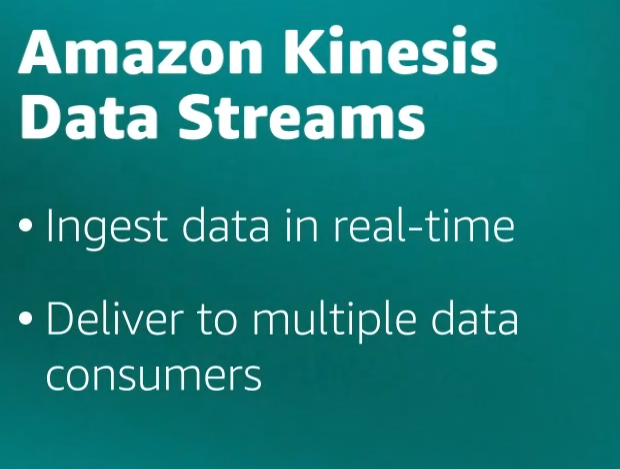 Amazon Kinesis
Data Streams
• Ingest data in real-time
• Deliver to multiple data
consumers